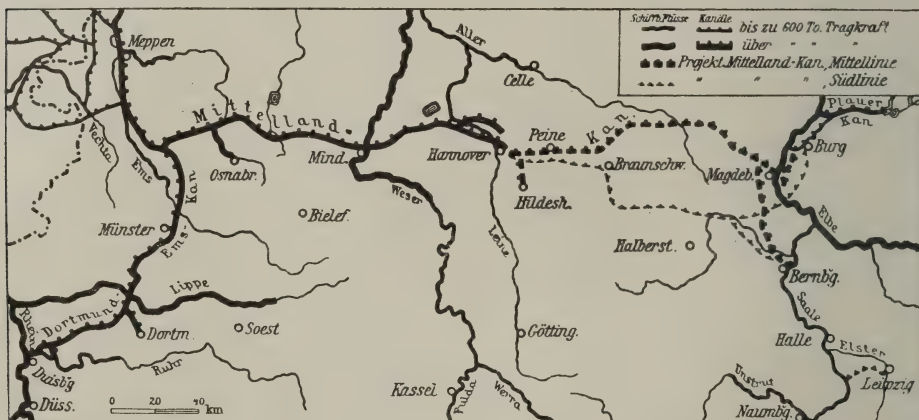 Schiffb. Flüsse Kanäle bis zu 600 To. Tragkraft
über " " "
Projekt. Mittelland-Kan., Mittellinie
" " " , Südlinie
Meppen
Aller
Celle
Plauer
Kan
Burg
Mittelland-
Kan.
Vechta
Ems
Osnabr.
Mind.
Hannover
Peine
Braunschw.
Magdeb.
Hildesh.
Weser
Elbe
Kan
Ems-
Münster
Bielef.
Leine
Halberst.
Bernb'g.
Lippe
Rhein
Dortmund.
Dortm.
Soest
Götting.
Saale
Halle
Elster
Ruhr
Duisb'g
Kassel
Fulda
Werra
Unstrut
Leipzig
Düss.
0 20 40 km
Naumb'g.